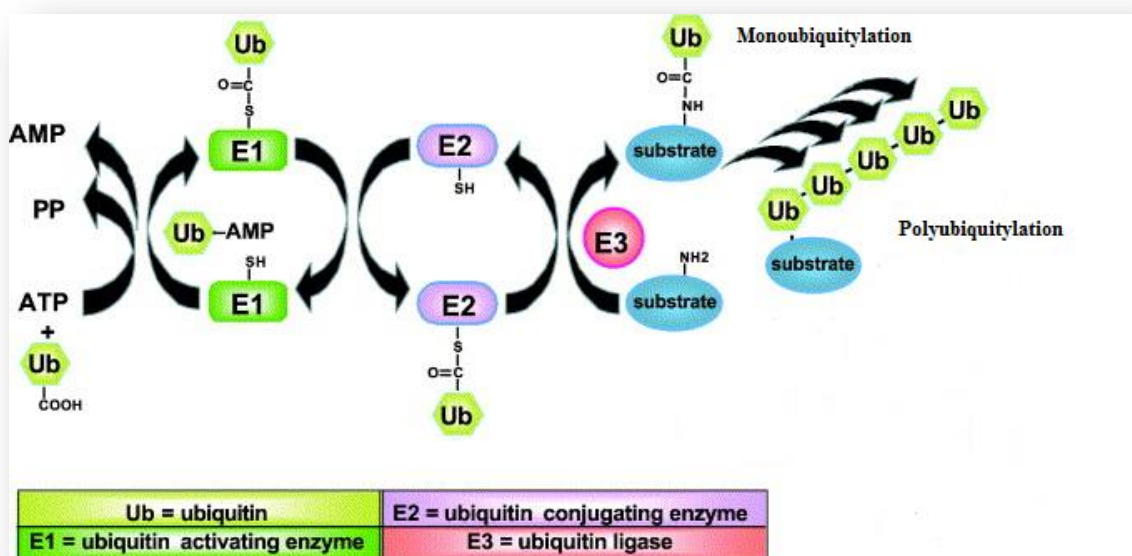 Ub
O=C
S
E1
AMP
PP
Ub-AMP
SH
E1
ATP
+
Ub
COOH
E2
SH
E2
S
O=C
Ub
Ub
Monoubiquitylation
O=C
NH
substrate
E3
NH2
substrate
Ub
Ub
Ub
Ub
Ub
Polyubiquitylation
substrate
Ub = ubiquitin
E2 = ubiquitin conjugating enzyme
E1 = ubiquitin activating enzyme
E3 = ubiquitin ligase